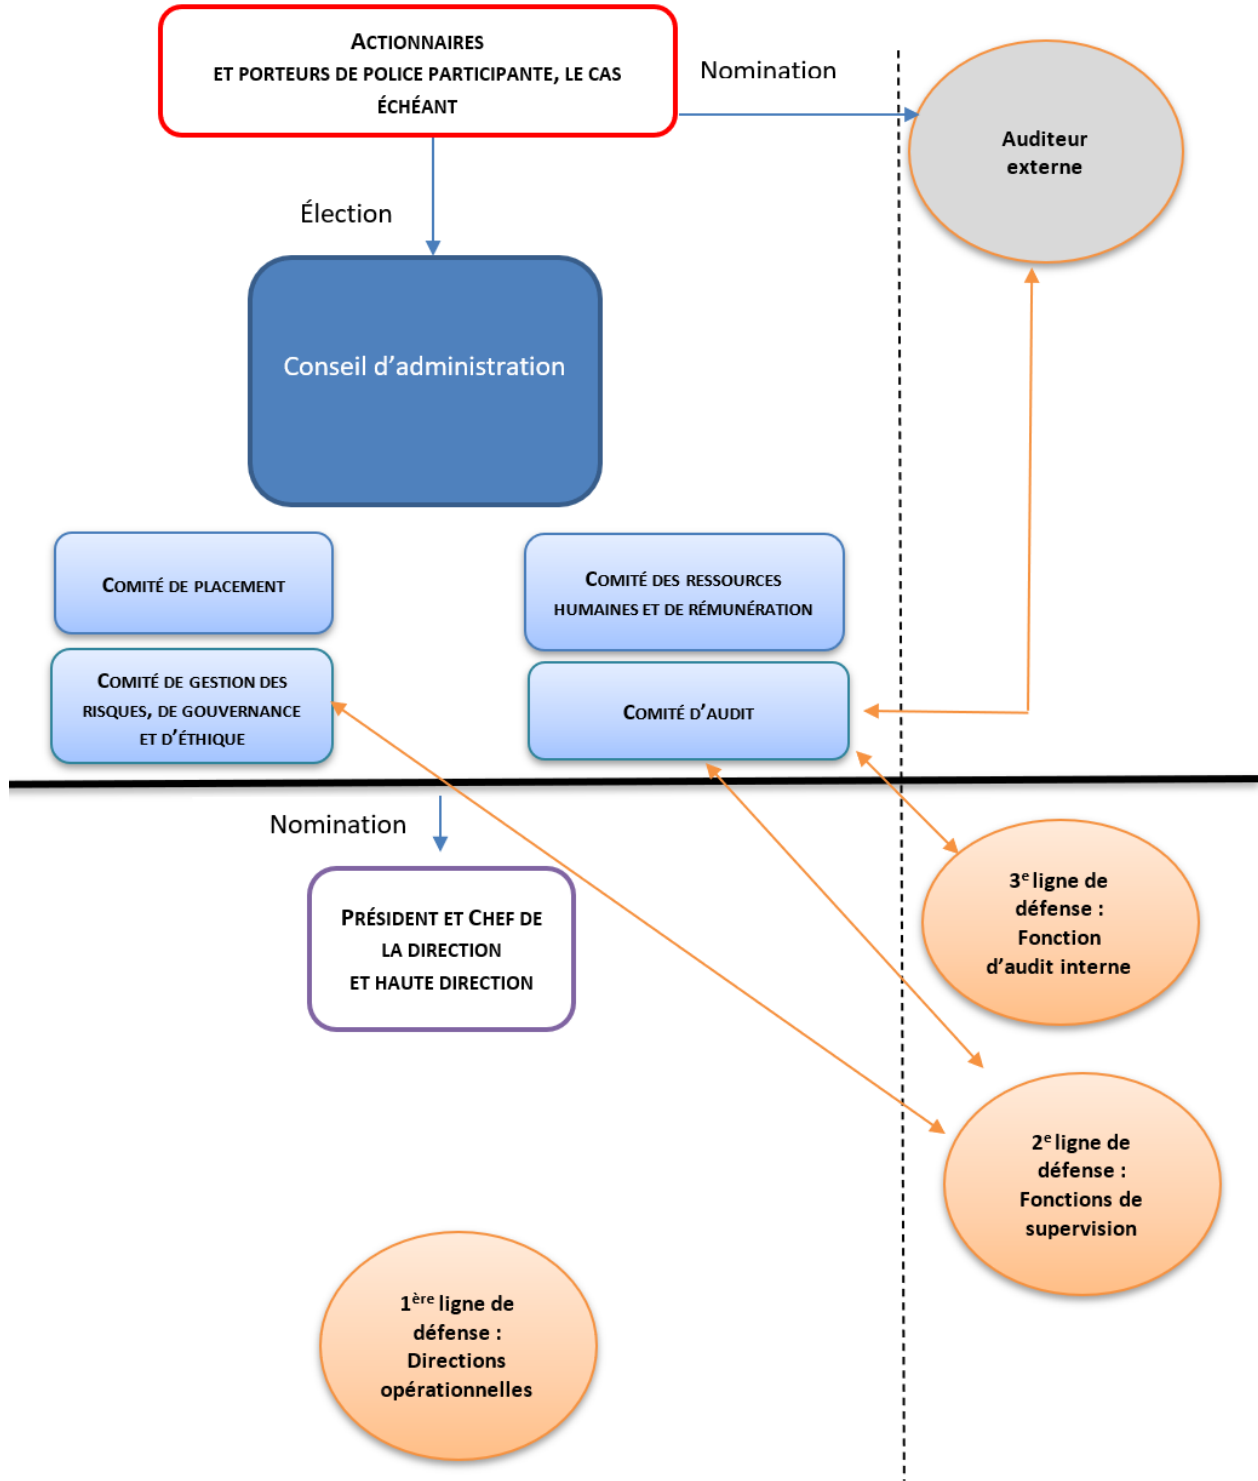 ACTIONNAIRES
ET PORTEURS DE POLICE PARTICIPANTE, LE CAS
ÉCHÉANT
Nomination
Auditeur
externe
Élection
Conseil d’administration
COMITÉ DE PLACEMENT
COMITÉ DES RESSOURCES
HUMAINES ET DE RÉMUNÉRATION
COMITÉ DE GESTION DES
RISQUES, DE GOUVERNANCE
ET D’ÉTHIQUE
COMITÉ D’AUDIT
Nomination
PRÉSIDENT ET CHEF DE
LA DIRECTION
ET HAUTE DIRECTION
3e ligne de
défense :
Fonction
d’audit interne
2e ligne de
défense :
Fonctions de
supervision
1ère ligne de
défense :
Directions
opérationnelles